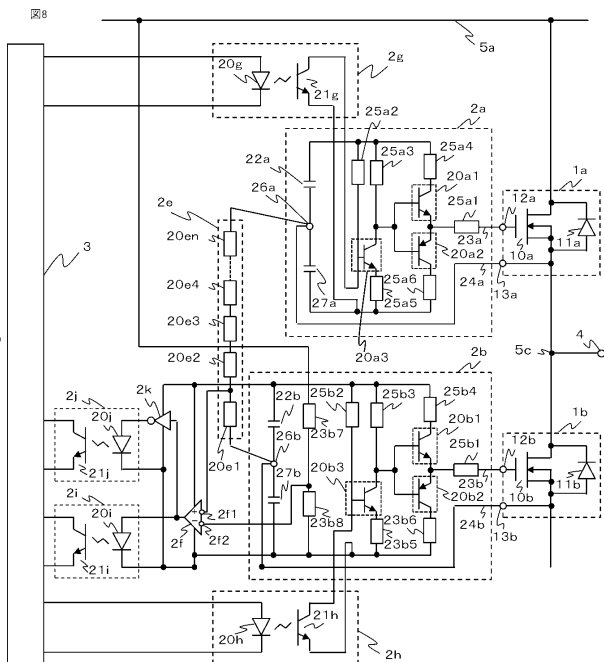 図8
5a
20g
21g
2g
25a2
25a3
2a
25a4
22a
26a
20a1
25a1
12a
1a
2e
20en
23a
20a2
10a
11a
3
27a
25a6
25a5
24a
13a
20e4
20e3
20a3
20e2
2b
5c
4
2j
2k
20j
22b
25b2
25b3
25b4
1b
23b7
20b1
26b
25b1
12b
20e1
20b3
21j
27b
23b
2i
20b2
10b
11b
20i
2f1
23b8
23b6
2f
2f2
23b5
24b
13b
21i
21h
20h
2h